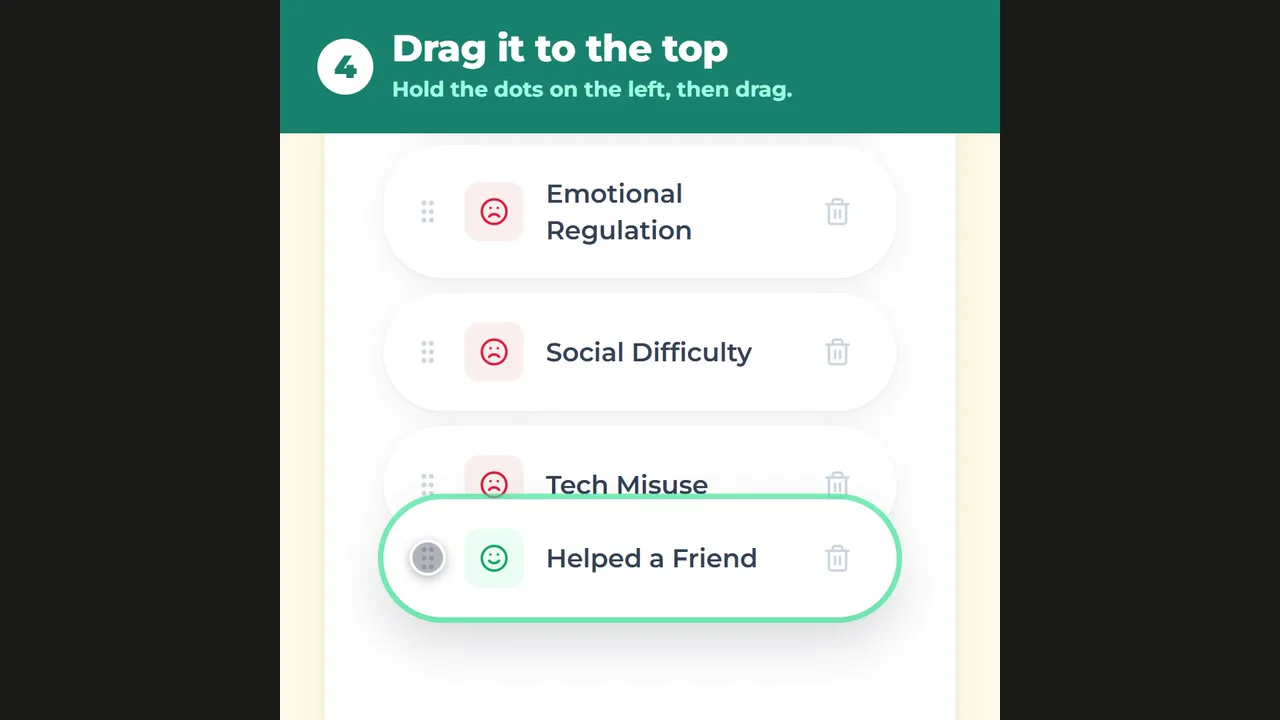 4
Drag it to the top
Hold the dots on the left, then drag.
Emotional
Regulation
Social Difficulty
Tech Misuse
Helped a Friend